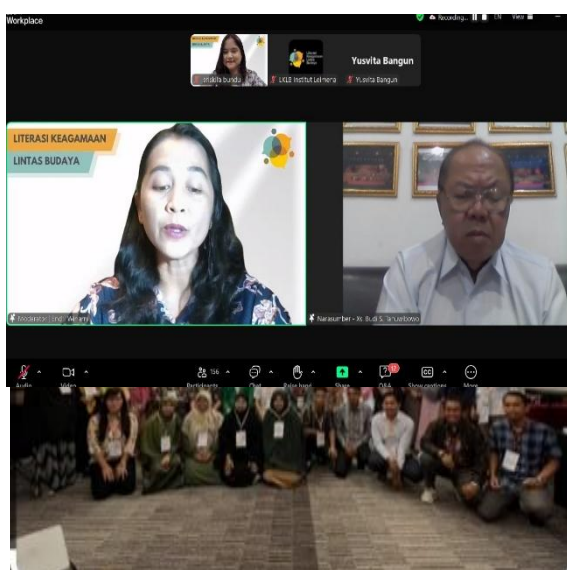 Workplace
Recording...
View
Yusvita Bangun
LKLB Institut Leimena
Yusvita Bangun
LITERASI KEAGAMAAN
LINTAS BUDAYA
Narasumber - Xs. Budi S. Tanuwibowo
156
Audio
Video
Participants
Chat
Raise hand
Share
Q&A
Show captions
More